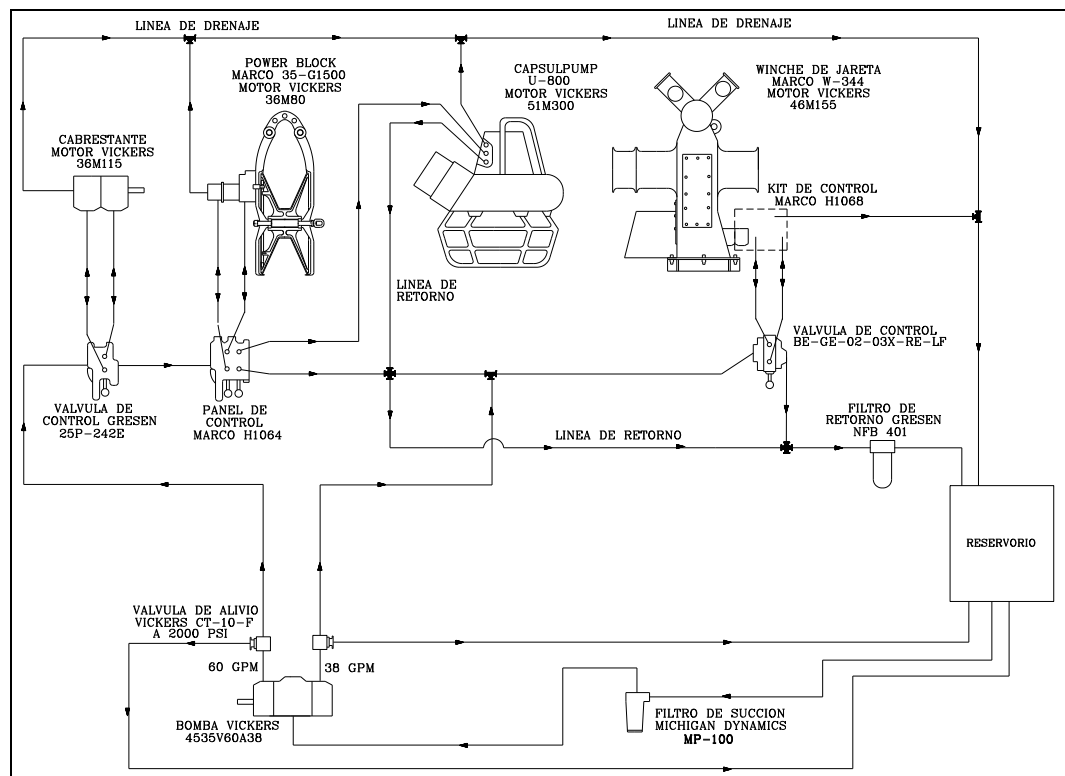 LINEA DE DRENAJE
LINEA DE DRENAJE
POWER BLOCK
MARCO 35-G1500
MOTOR VICKERS
36M80
CAPSULPUMP
U-800
MOTOR VICKERS
51M300
WINCHE DE JARETA
MARCO W-344
MOTOR VICKERS
46M155
CABRESTANTE
MOTOR VICKERS
36M115
KIT DE CONTROL
MARCO H1068
LINEA DE
RETORNO
VALVULA DE CONTROL
BE-GE-02-03X-RE-LF
VALVULA DE
CONTROL GRESEN
25P-242E
PANEL DE
CONTROL
MARCO H1064
LINEA DE RETORNO
FILTRO DE
RETORNO GRESEN
NFB 401
RESERVORIO
VALVULA DE ALIVIO
VICKERS CT-10-F
A 2000 PSI
60 GPM
38 GPM
BOMBA VICKERS
4535V60A38
FILTRO DE SUCCION
MICHIGAN DYNAMICS
MP-100